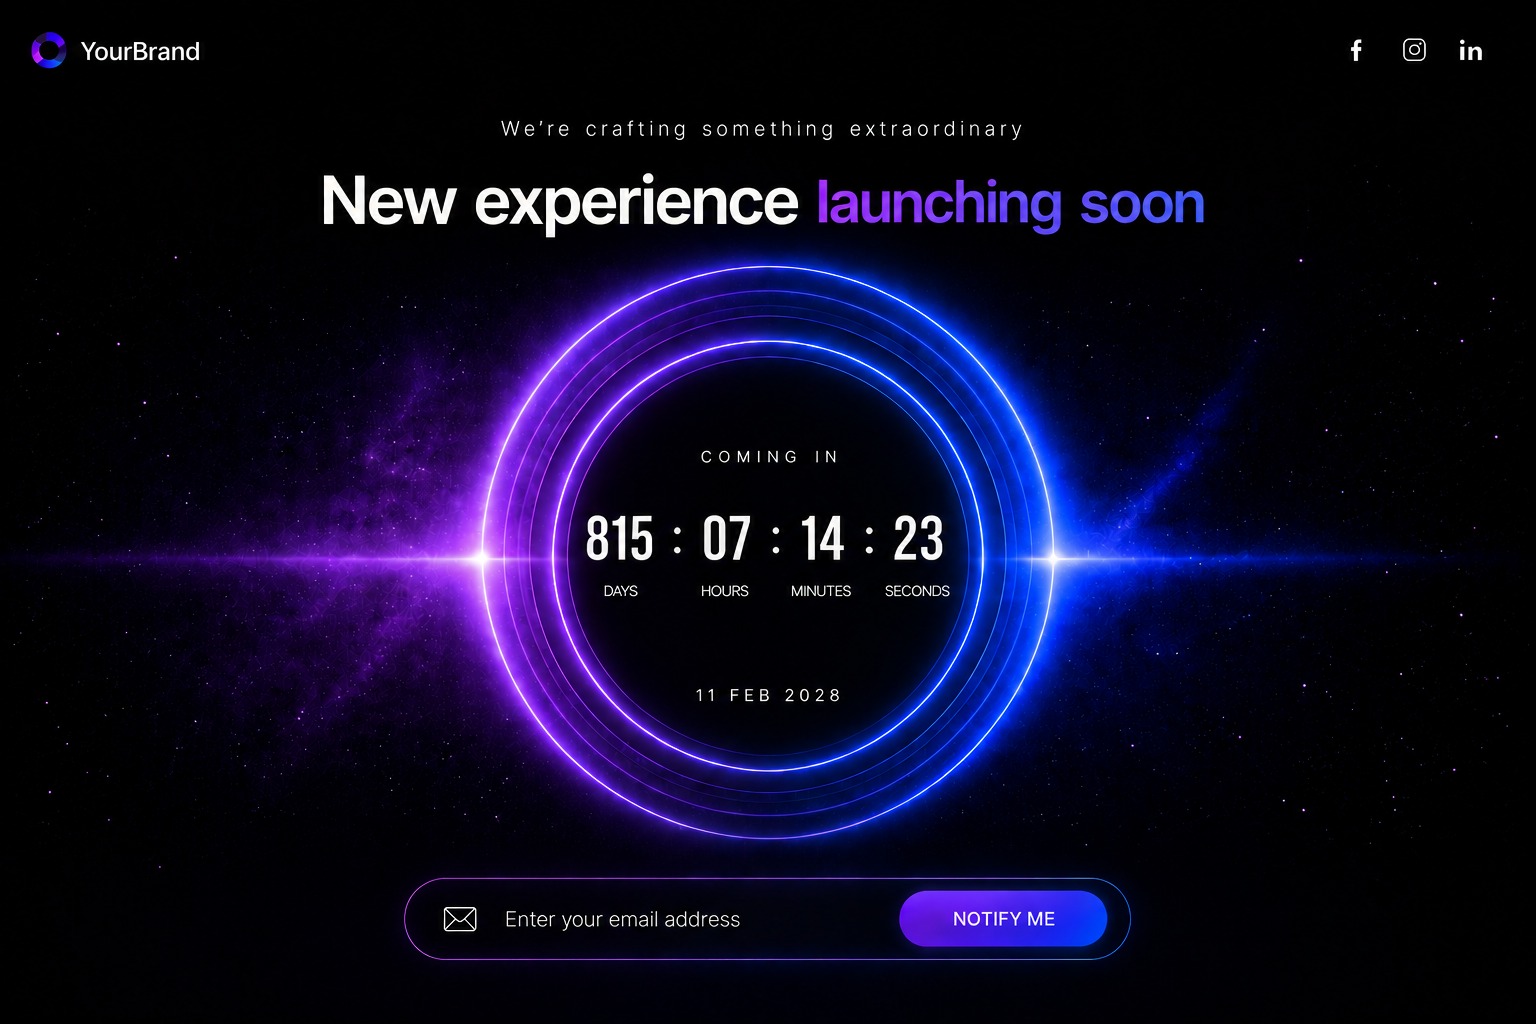 YourBrand
We're crafting something extraordinary
New experience launching soon
COMING IN
815 : 07 : 14 : 23
DAYS HOURS MINUTES SECONDS
11 FEB 2028
Enter your email address
NOTIFY ME